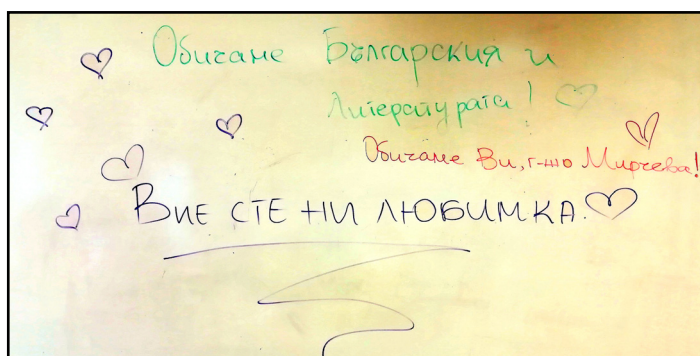 Обичаме Българския и
Литературата!
Обичаме Ви, г-жо Мирчева!
Вие сте ни любимка.